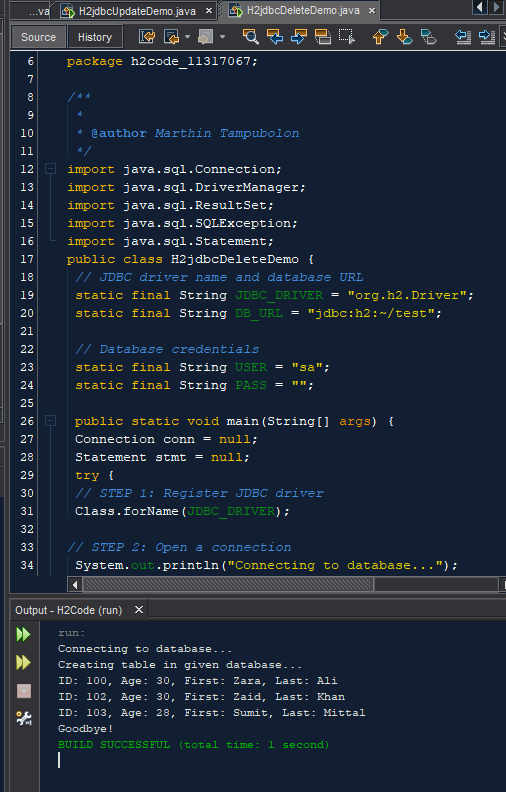 ...va
H2jdbcUpdateDemo.java
H2jdbcDeleteDemo.java
Source History
6 package h2code_11317067;
7
8 /**
9 *
10 * @author Marthin Tampubolon
11 */
12 import java.sql.Connection;
13 import java.sql.DriverManager;
14 import java.sql.ResultSet;
15 import java.sql.SQLException;
16 import java.sql.Statement;
17 public class H2jdbcDeleteDemo {
18 // JDBC driver name and database URL
19 static final String JDBC_DRIVER = "org.h2.Driver";
20 static final String DB_URL = "jdbc:h2:~/test";
21
22 // Database credentials
23 static final String USER = "sa";
24 static final String PASS = "";
25
26 public static void main(String[] args) {
27 Connection conn = null;
28 Statement stmt = null;
29 try {
30 // STEP 1: Register JDBC driver
31 Class.forName(JDBC_DRIVER);
32
33 // STEP 2: Open a connection
34 System.out.println("Connecting to database...");
Output - H2Code (run)
run:
Connecting to database...
Creating table in given database...
ID: 100, Age: 30, First: Zara, Last: Ali
ID: 102, Age: 30, First: Zaid, Last: Khan
ID: 103, Age: 28, First: Sumit, Last: Mittal
Goodbye!
BUILD SUCCESSFUL (total time: 1 second)